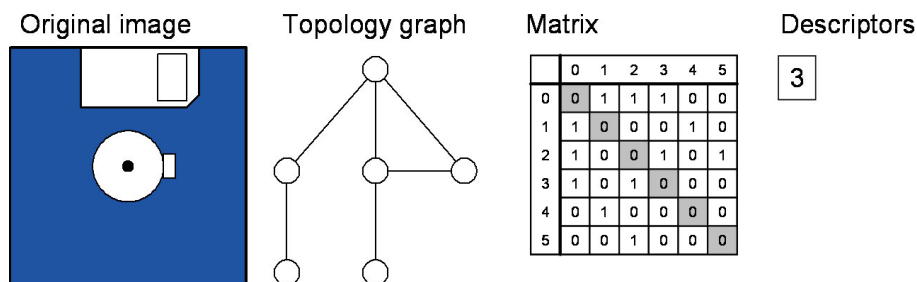 Original image Topology graph Matrix Descriptors
3
0 1 2 3 4 5
0 0 1 1 1 0 0
1 1 0 0 0 1 0
2 1 0 0 1 0 1
3 1 0 1 0 0 0
4 0 1 0 0 0 0
5 0 0 1 0 0 0